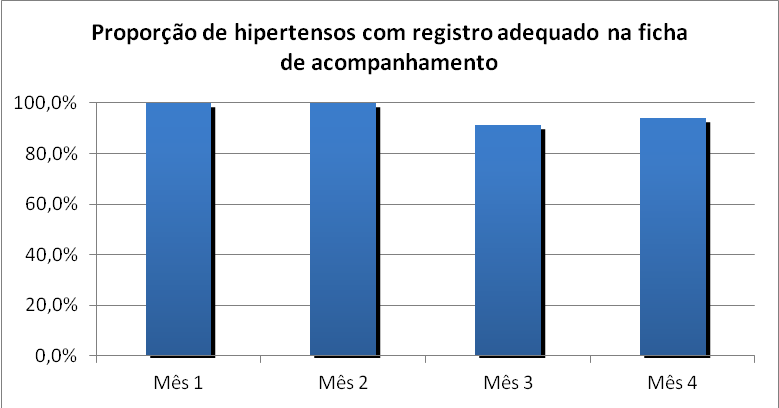 Proporção de hipertensos com registro adequado na ficha
de acompanhamento
100,0%
80,0%
60,0%
40,0%
20,0%
0,0%
Mês 1 Mês 2 Mês 3 Mês 4